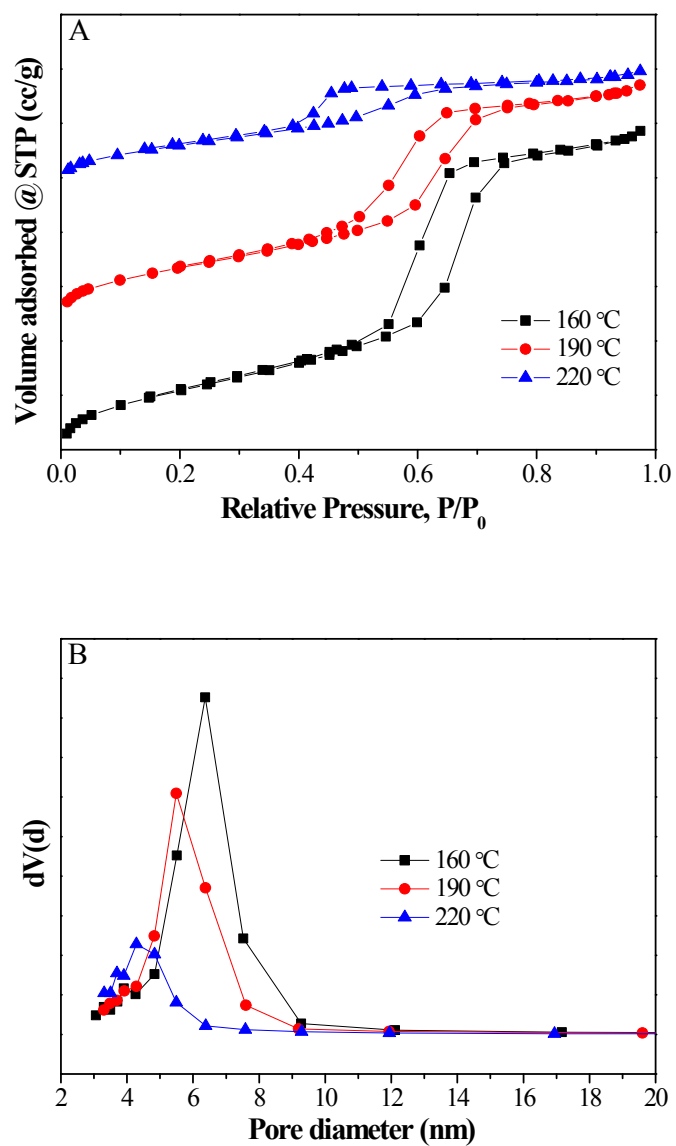 A
Volume adsorbed @ STP (cc/g)
160 ℃
190 ℃
220 ℃
0.0 0.2 0.4 0.6 0.8 1.0
Relative Pressure, P/P0
B
dV(d)
160 ℃
190 ℃
220 ℃
2 4 6 8 10 12 14 16 18 20
Pore diameter (nm)